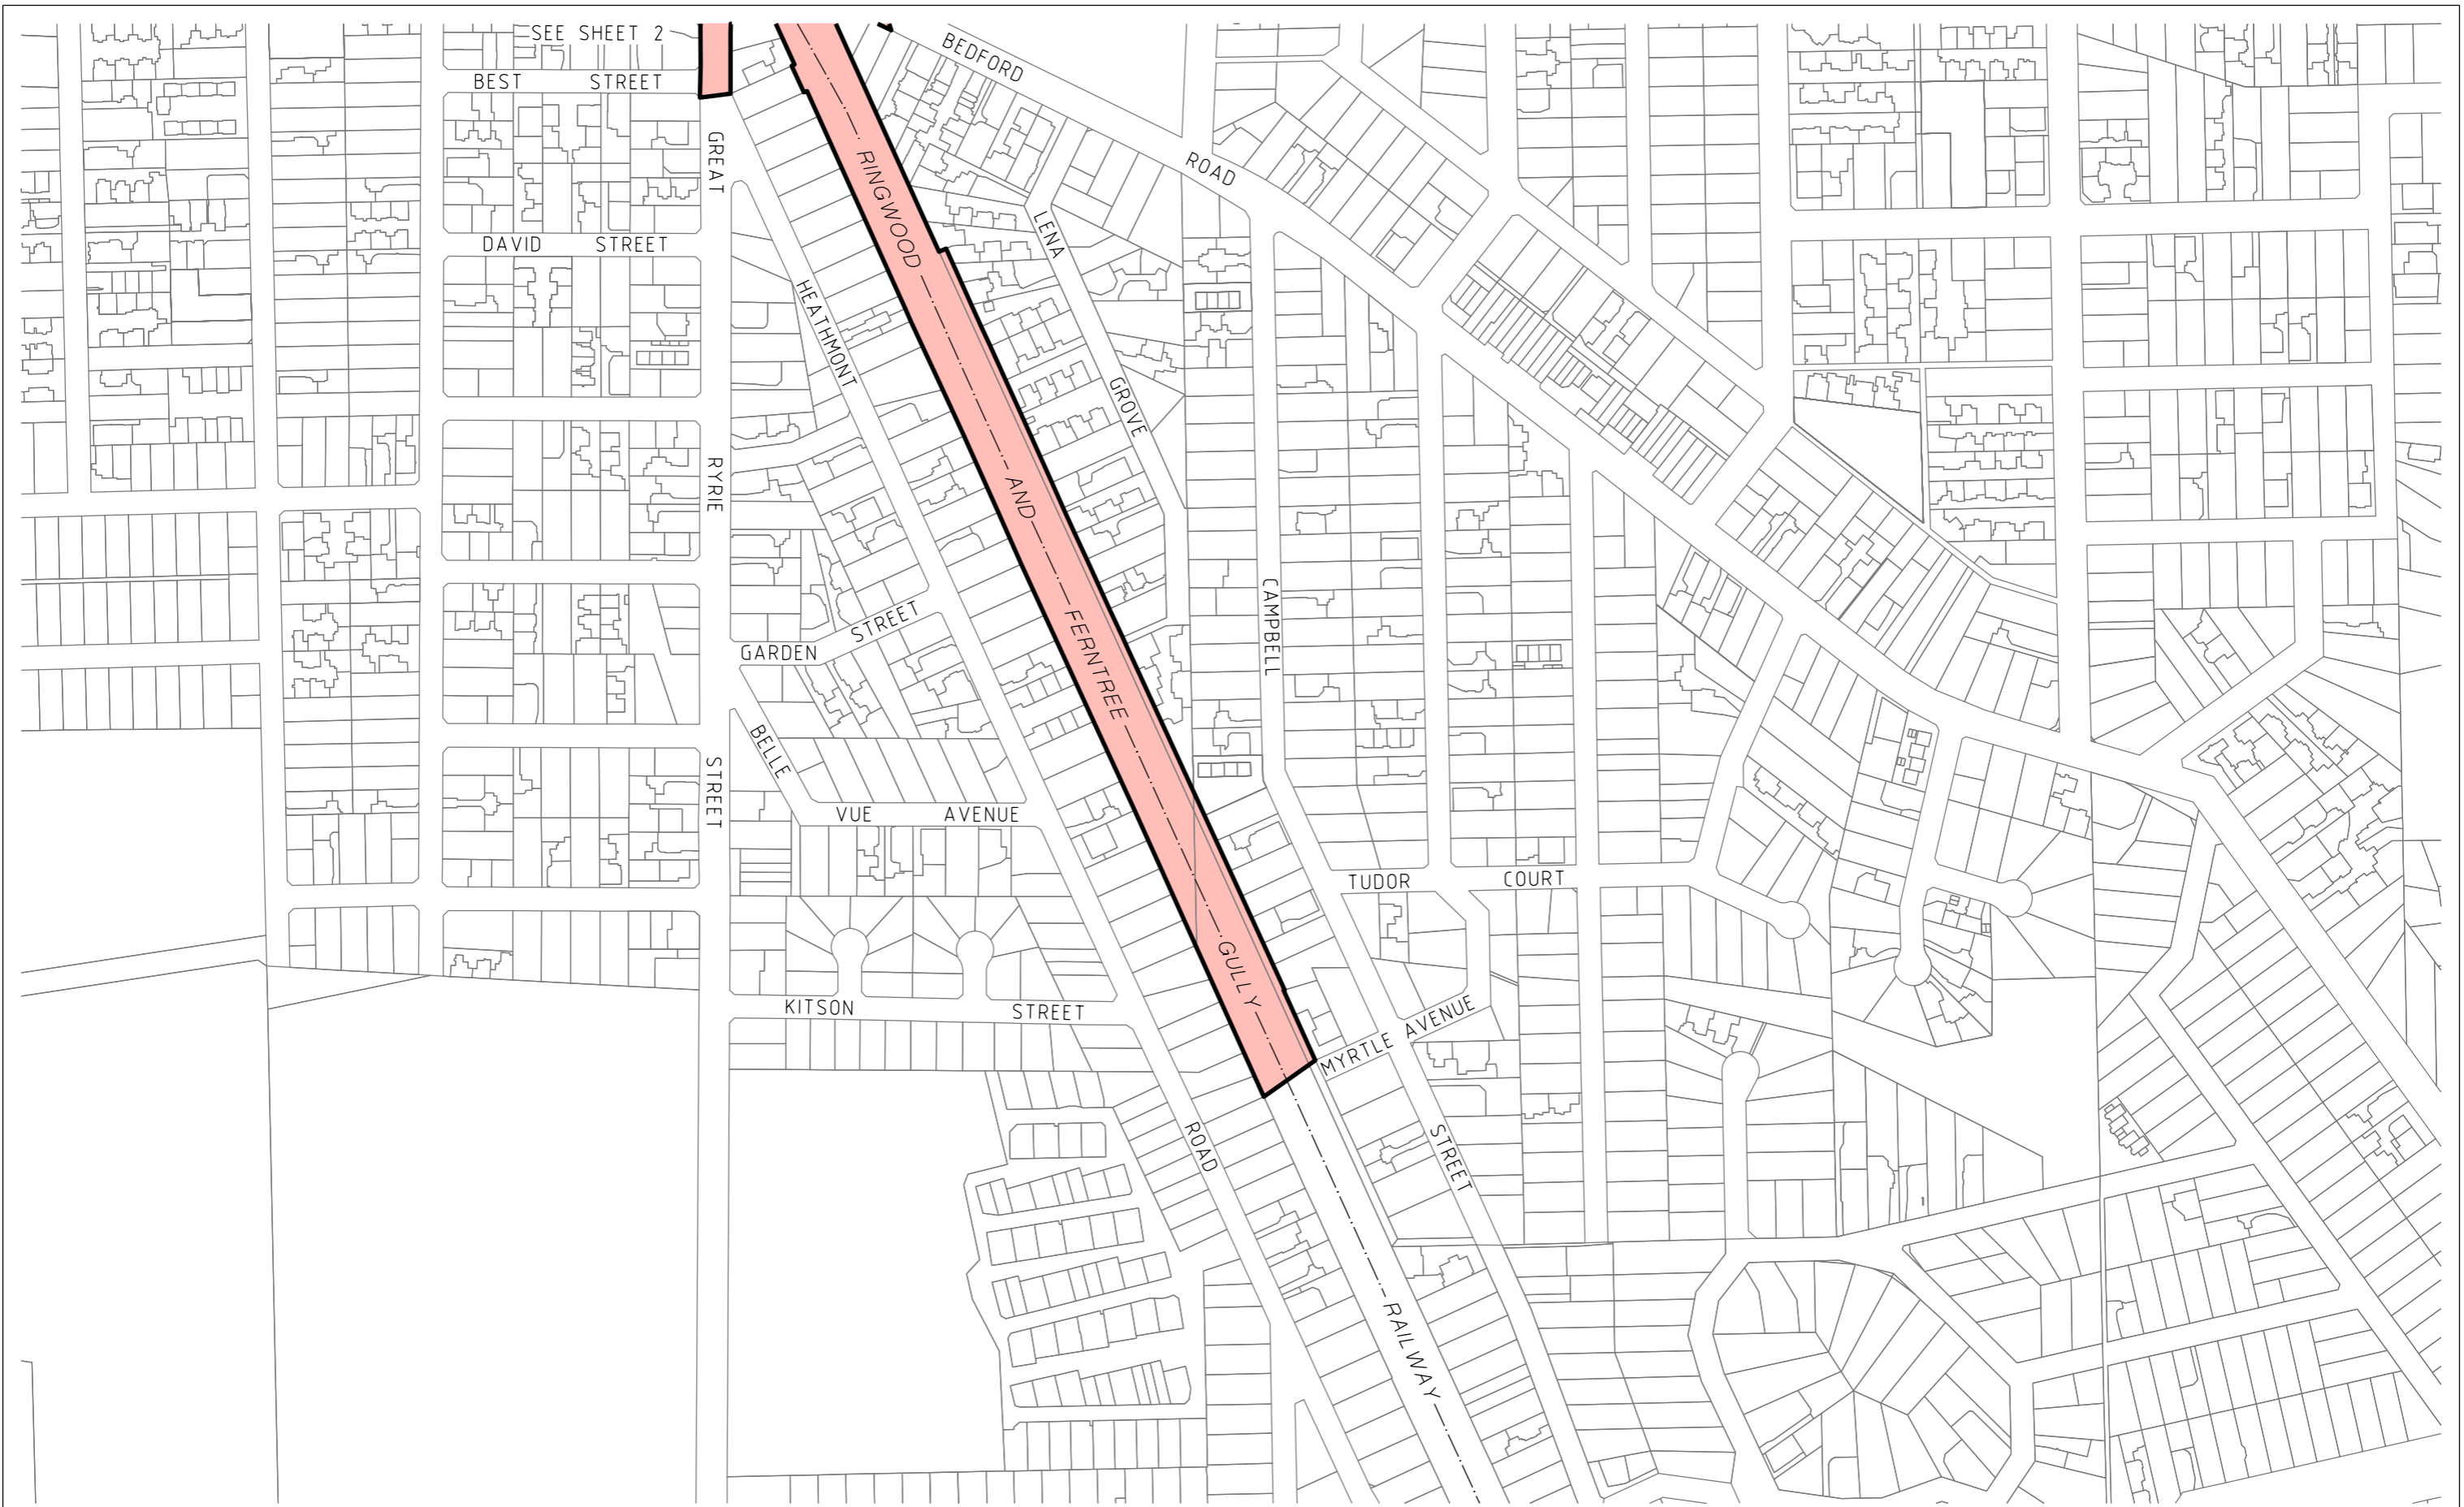 SEE SHEET 2
BEDFORD
ROAD
BEST STREET
GREAT
RYRIE
STREET
DAVID STREET
HEATHMONT
ROAD
LENA
GROVE
RINGWOOD AND FERNTREE GULLY RAILWAY
CAMPBELL
STREET
GARDEN
STREET
BELLE
VUE AVENUE
TUDOR COURT
KITSON STREET
MYRTLE AVENUE